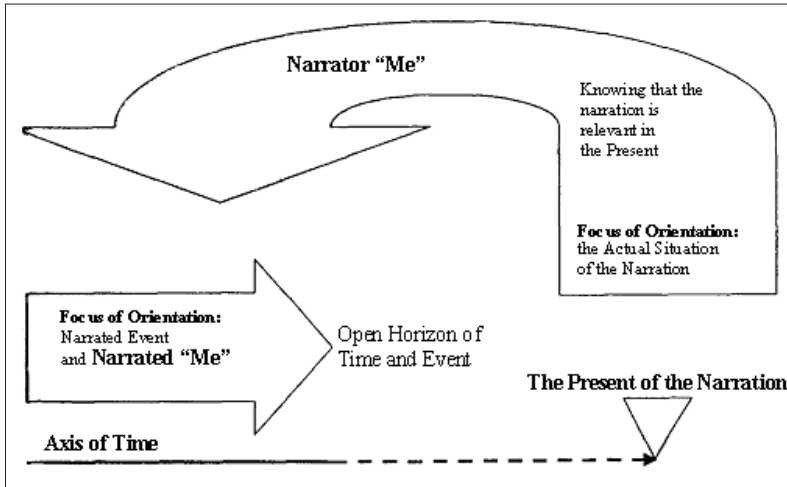 Narrator “Me”
Knowing that the
narration is
relevant in
the Present
Focus of Orientation:
the Actual Situation
of the Narration
Focus of Orientation:
Narrated Event
and Narrated “Me”
Open Horizon of
Time and Event
The Present of the Narration
Axis of Time